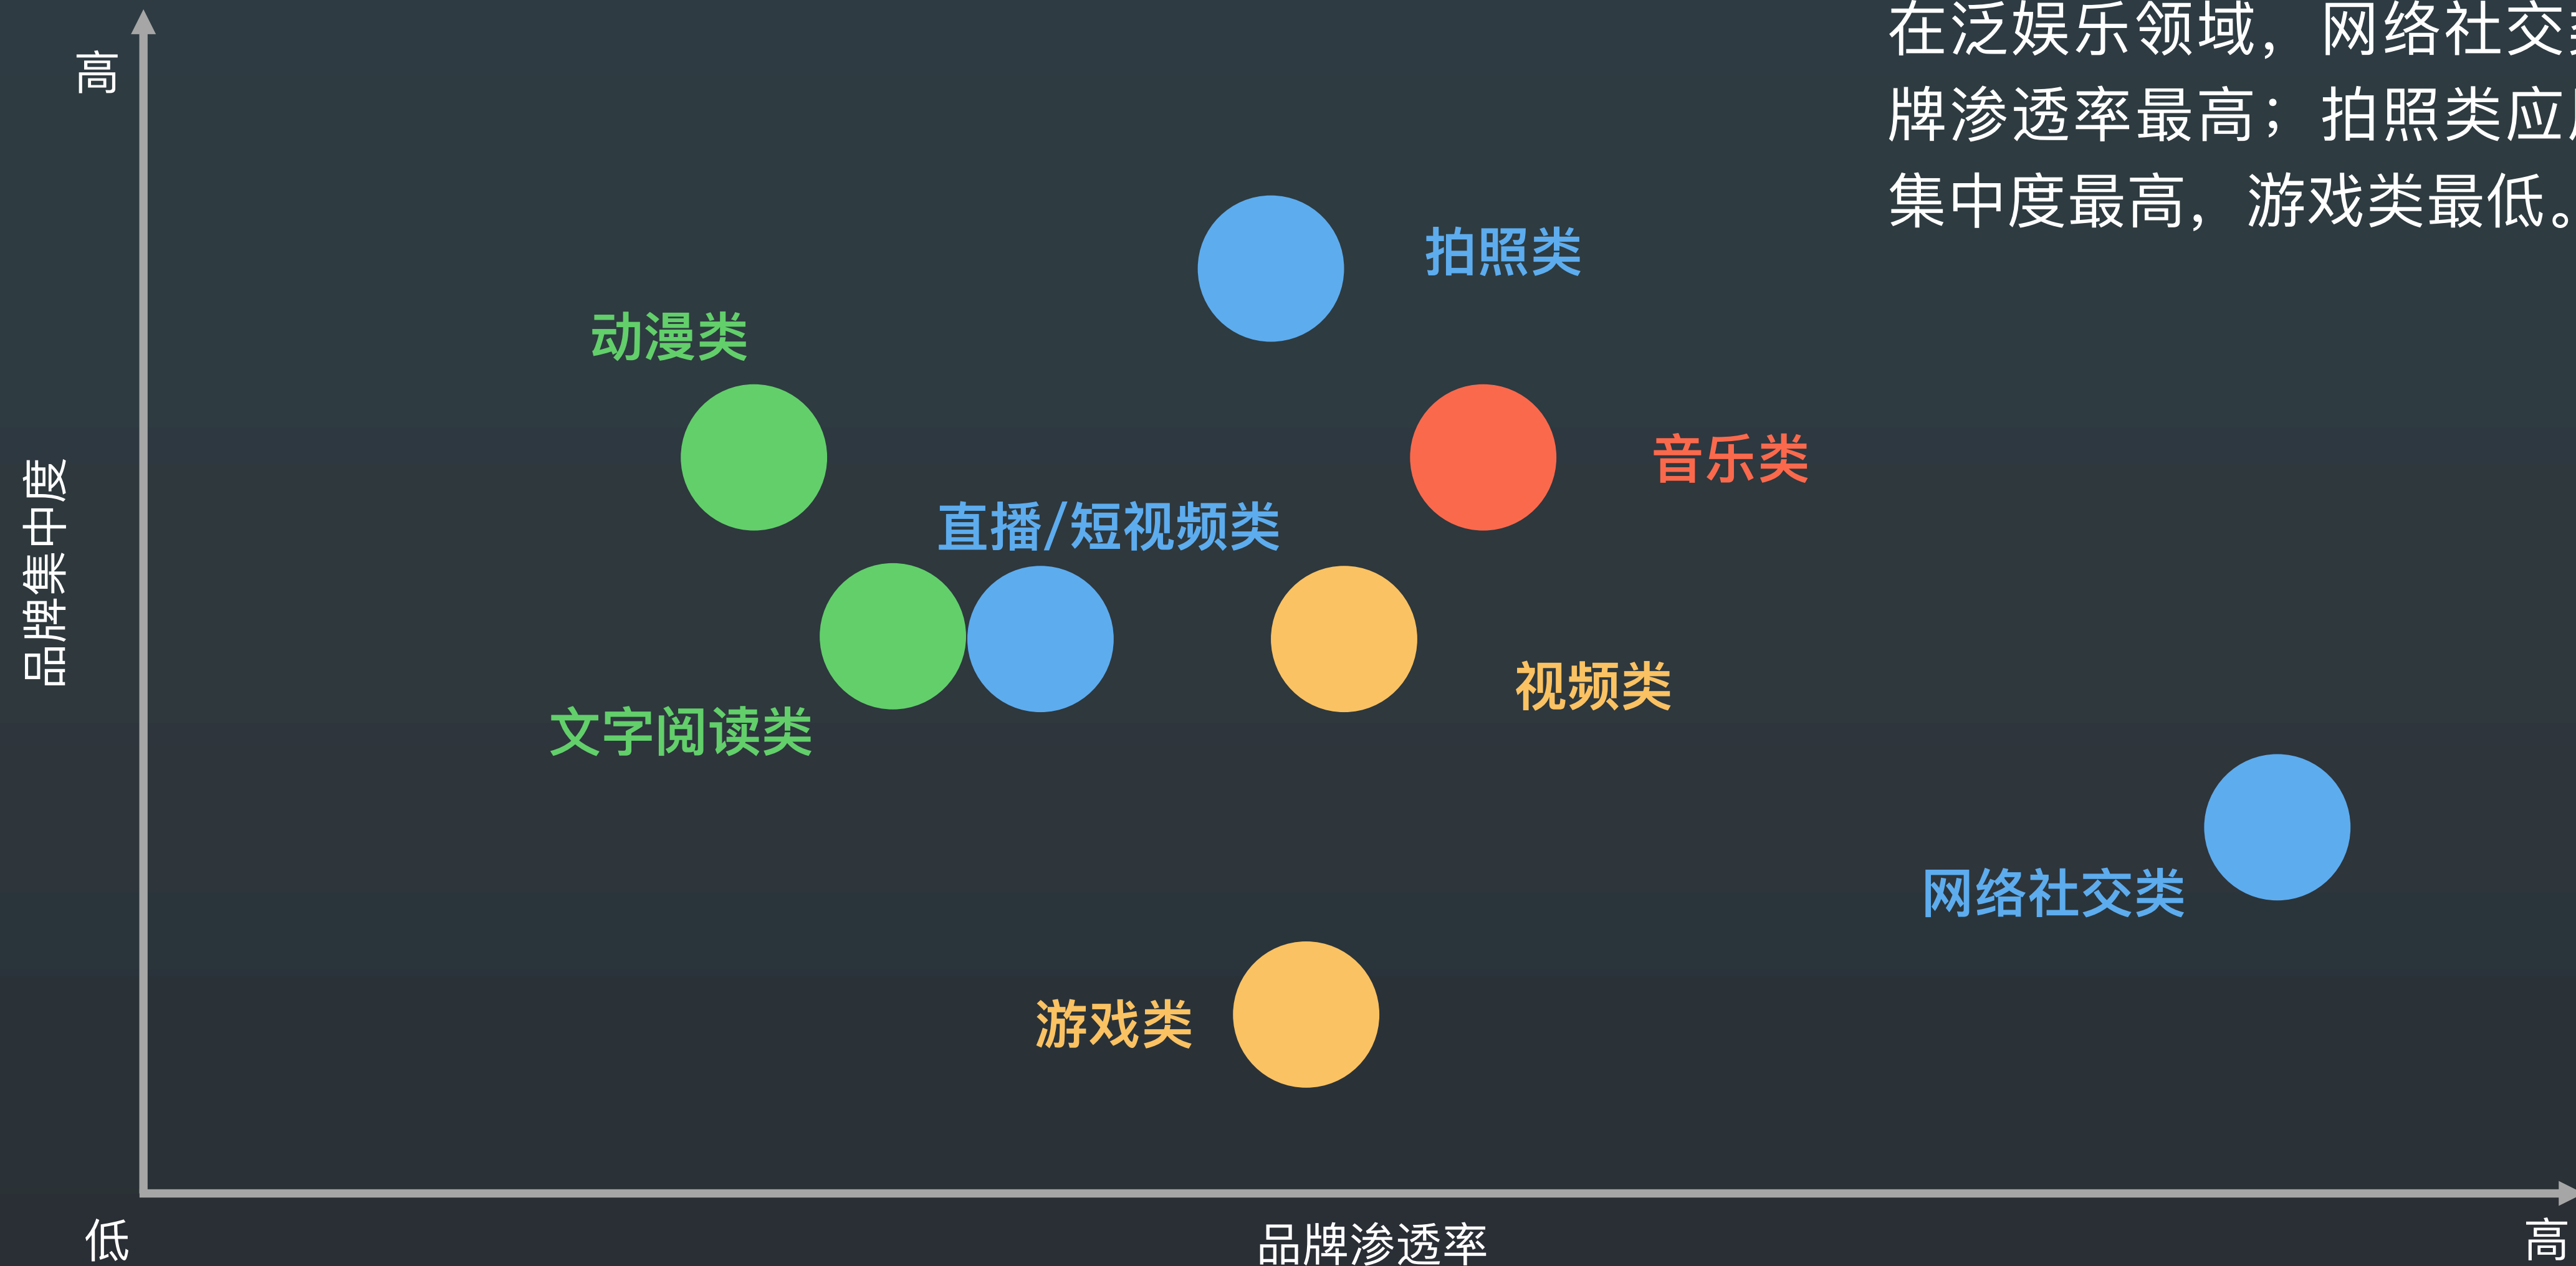 在泛娱乐领域，网络社交
牌渗透率最高；拍照类应
集中度最高，游戏类最低。
高
拍照类
动漫类
音乐类
品牌集中度
直播/短视频类
视频类
文字阅读类
网络社交类
游戏类
低
品牌渗透率
高